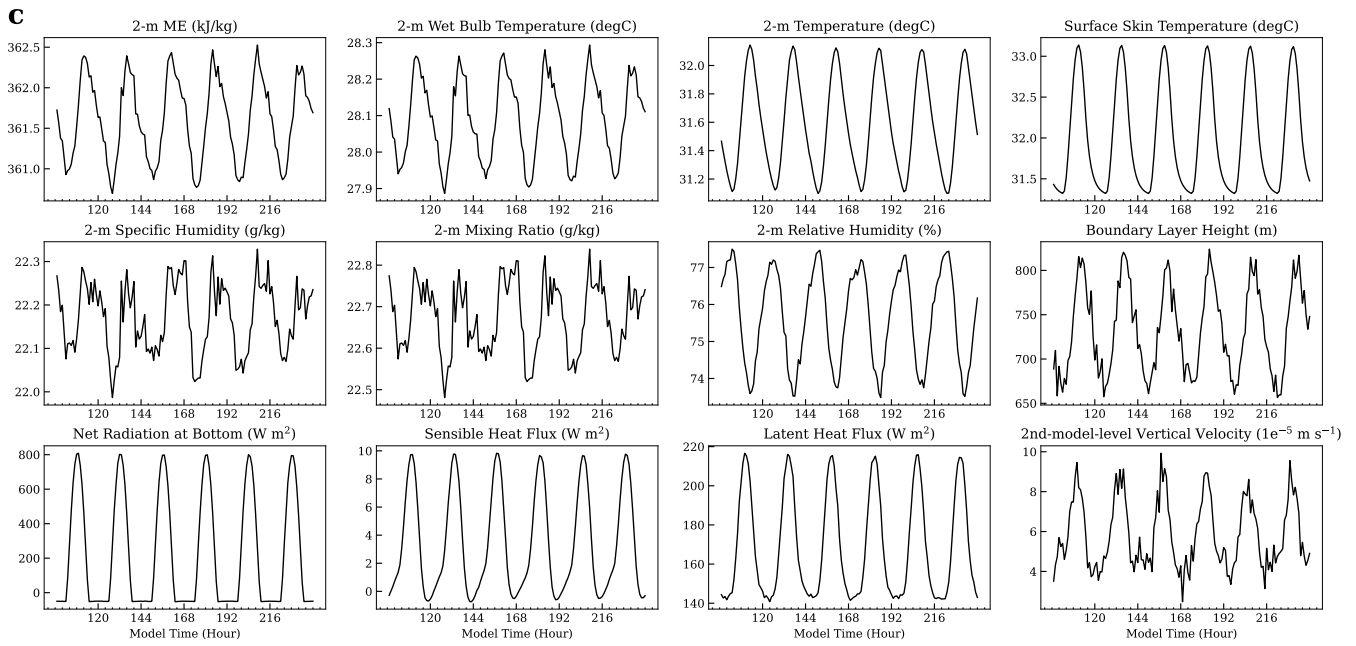 c
2-m ME (kJ/kg)
2-m Wet Bulb Temperature (degC)
2-m Temperature (degC)
Surface Skin Temperature (degC)
362.5
362.0
361.5
361.0
120 144 168 192 216
28.3
28.2
28.1
28.0
27.9
120 144 168 192 216
32.0
31.6
31.4
31.2
120 144 168 192 216
33.0
32.5
32.0
31.5
120 144 168 192 216
2-m Specific Humidity (g/kg)
2-m Mixing Ratio (g/kg)
2-m Relative Humidity (%)
Boundary Layer Height (m)
22.3
22.2
22.1
22.0
120 144 168 192 216
22.8
22.7
22.6
22.5
120 144 168 192 216
77
76
75
74
120 144 168 192 216
800
750
700
650
120 144 168 192 216
Net Radiation at Bottom (W m²)
Sensible Heat Flux (W m²)
Latent Heat Flux (W m²)
2nd-model-level Vertical Velocity (1e⁻⁵ m s⁻¹)
800
600
400
200
0
120 144 168 192 216
Model Time (Hour)
10
8
6
4
2
0
120 144 168 192 216
Model Time (Hour)
220
200
180
160
140
120 144 168 192 216
Model Time (Hour)
10
8
6
4
120 144 168 192 216
Model Time (Hour)